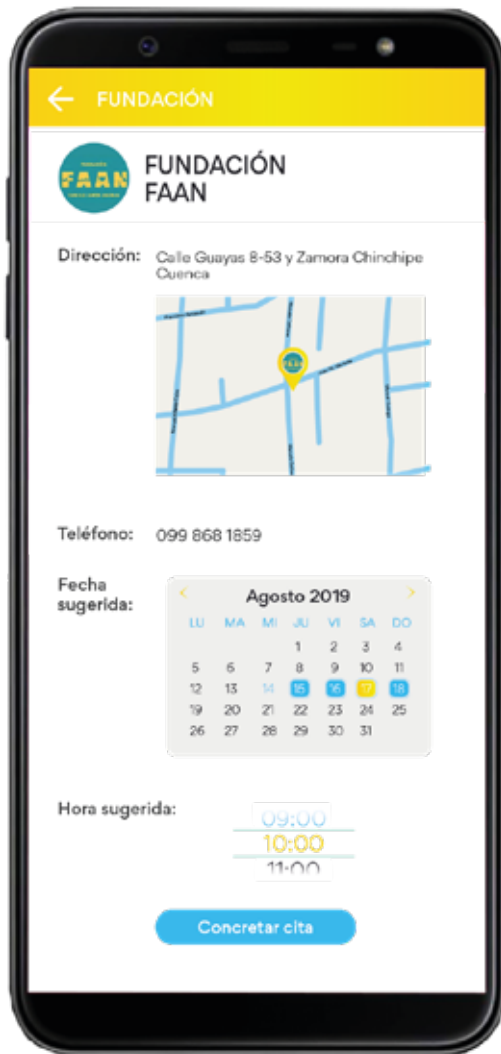 FUNDACIÓN
FAAN
FUNDACIÓN
FAAN
Dirección:
Calle Guayas 8-53 y Zamora Chinchipe
Cuenca
Teléfono:
099 868 1859
Fecha
sugerida:
Agosto 2019
LU MA MI JU VI SA DO
1 2 3 4
5 6 7 8 9 10 11
12 13 14 15 16 17 18
19 20 21 22 23 24 25
26 27 28 29 30 31
Hora sugerida:
09:00
10:00
11:00
Concretar cita